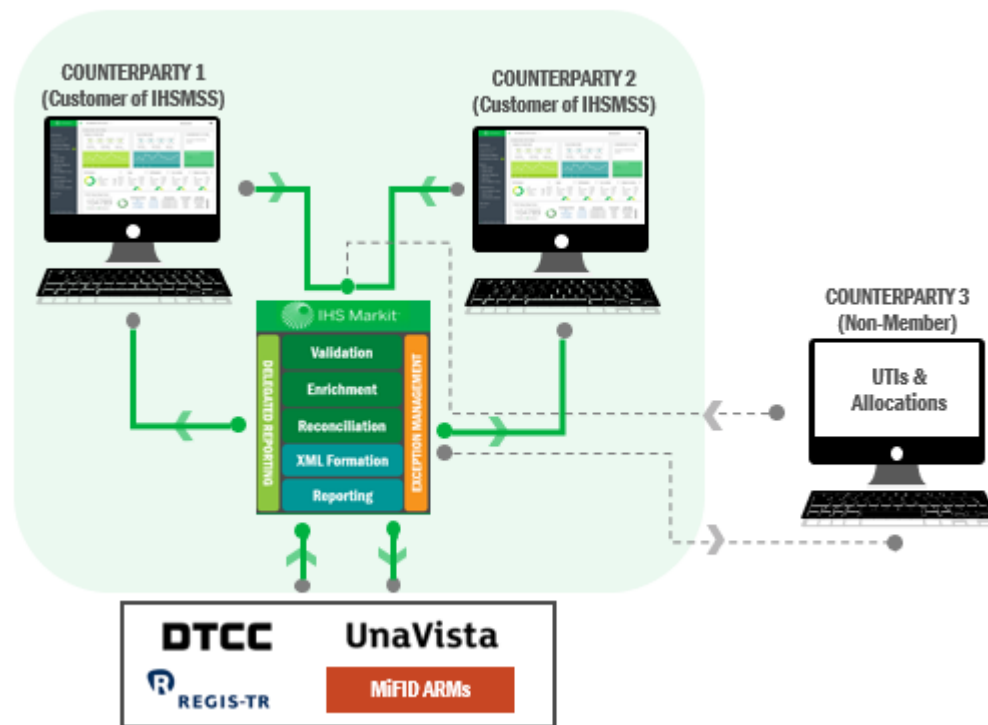 COUNTERPARTY 1
(Customer of IHSMSS)
COUNTERPARTY 2
(Customer of IHSMSS)
COUNTERPARTY 3
(Non-Member)
UTIs &
Allocations
IHS Markit
DELEGATED REPORTING
Validation
Enrichment
Reconciliation
XML Formation
Reporting
EXCEPTION MANAGEMENT
DTCC
UnaVista
REGIS-TR
MiFID ARMs